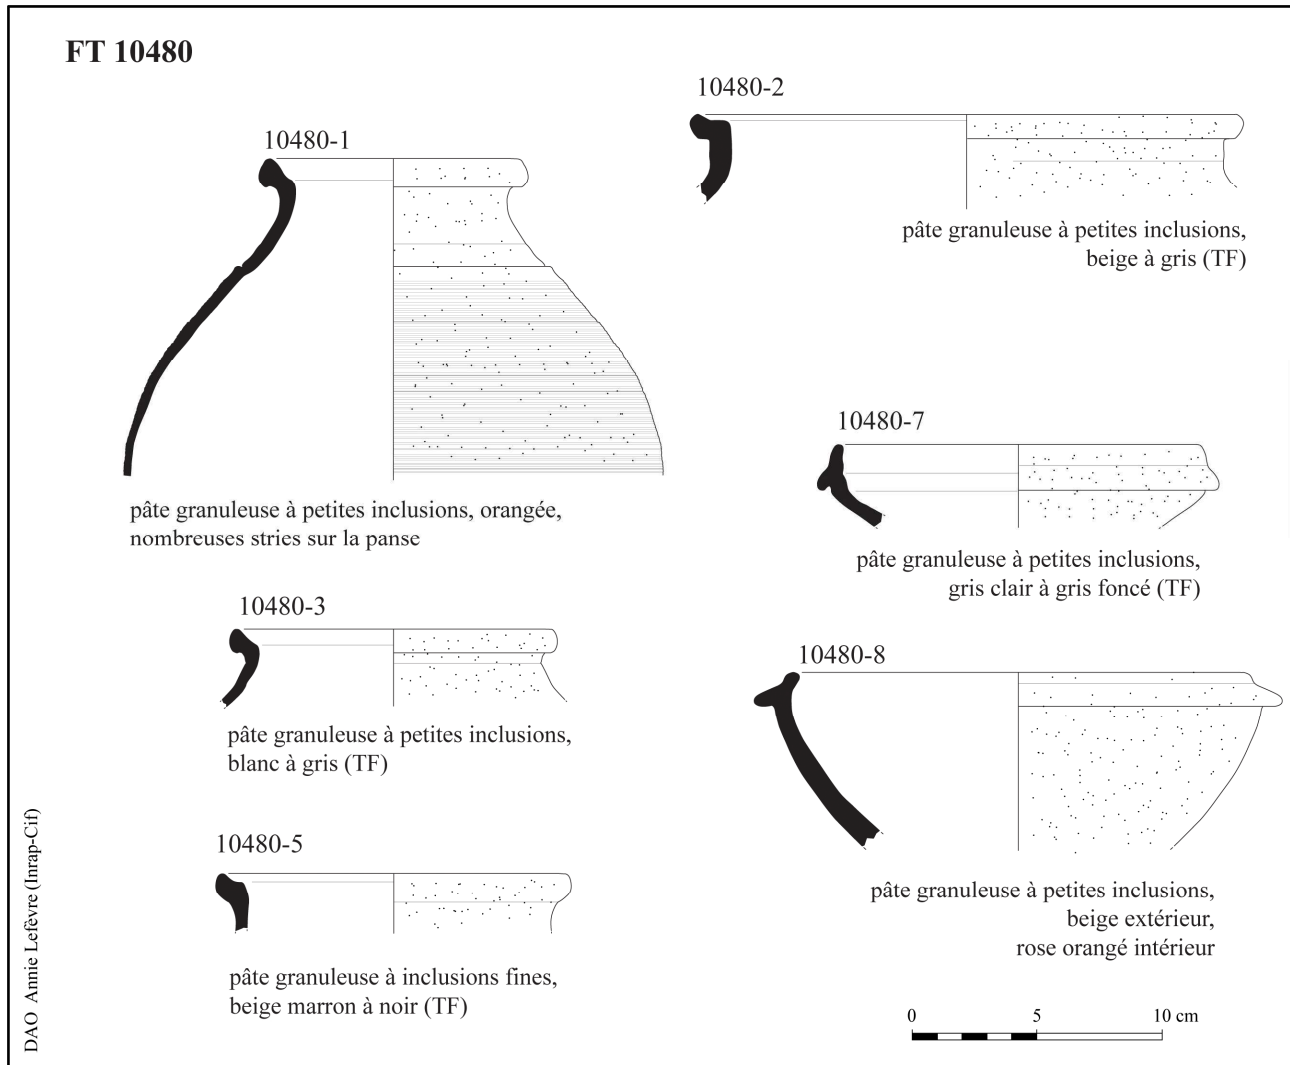 FT 10480
10480-1
pâte granuleuse à petites inclusions, orangée,
nombreuses stries sur la panse
10480-2
pâte granuleuse à petites inclusions,
beige à gris (TF)
10480-3
pâte granuleuse à petites inclusions,
blanc à gris (TF)
10480-7
pâte granuleuse à petites inclusions,
gris clair à gris foncé (TF)
10480-5
pâte granuleuse à inclusions fines,
beige marron à noir (TF)
10480-8
pâte granuleuse à petites inclusions,
beige extérieur,
rose orangé intérieur
0 5 10 cm
DAO Annie Lefèvre (Inrap-Cif)